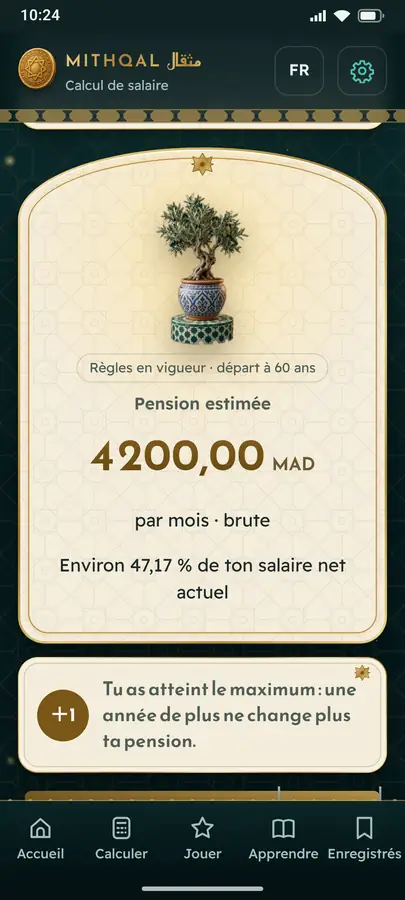 10:24
MITHQAL مثقال
Calcul de salaire
FR
Règles en vigueur · départ à 60 ans
Pension estimée
4 200,00 MAD
par mois · brute
Environ 47,17 % de ton salaire net
actuel
+1
Tu as atteint le maximum : une
année de plus ne change plus
ta pension.
Accueil
Calculer
Jouer
Apprendre
Enregistrés